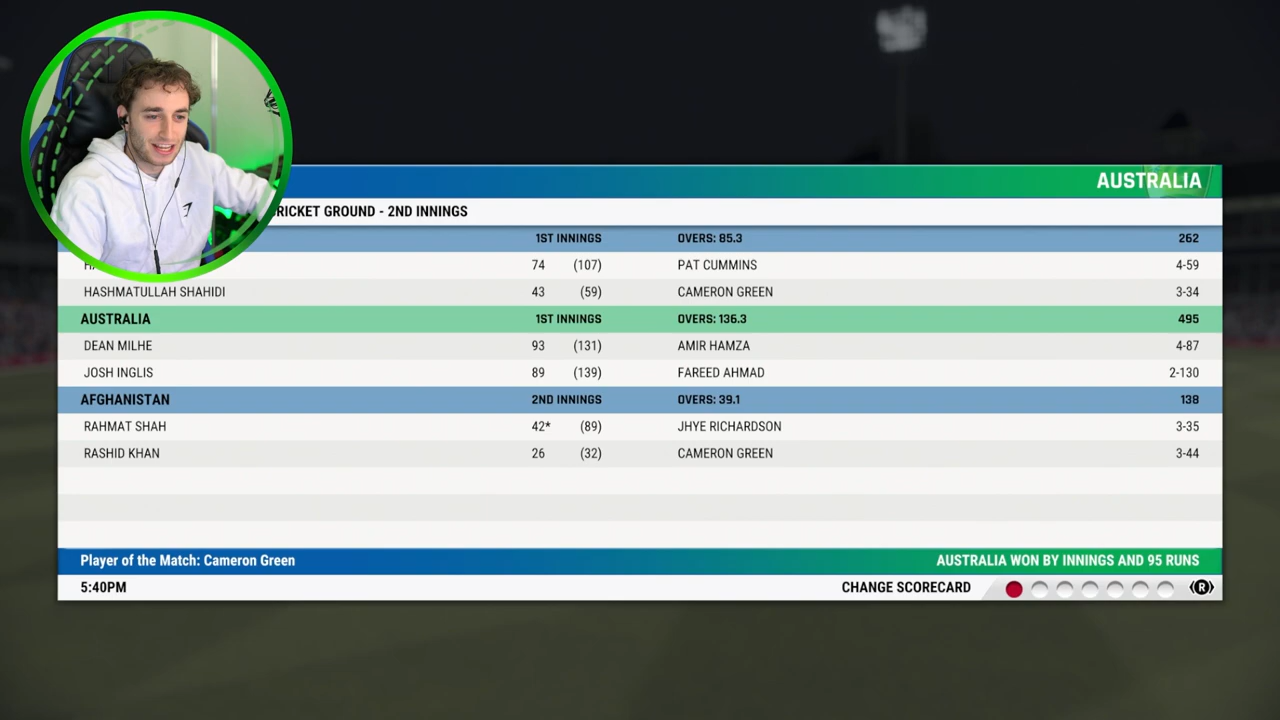 AUSTRALIA
RICKET GROUND - 2ND INNINGS
1ST INNINGS OVERS: 85.3 262
74 (107) PAT CUMMINS 4-59
HASHMATULLAH SHAHIDI 43 (59) CAMERON GREEN 3-34
AUSTRALIA 1ST INNINGS OVERS: 136.3 495
DEAN MILHE 93 (131) AMIR HAMZA 4-87
JOSH INGLIS 89 (139) FAREED AHMAD 2-130
AFGHANISTAN 2ND INNINGS OVERS: 39.1 138
RAHMAT SHAH 42* (89) JHYE RICHARDSON 3-35
RASHID KHAN 26 (32) CAMERON GREEN 3-44
Player of the Match: Cameron Green AUSTRALIA WON BY INNINGS AND 95 RUNS
5:40PM CHANGE SCORECARD R